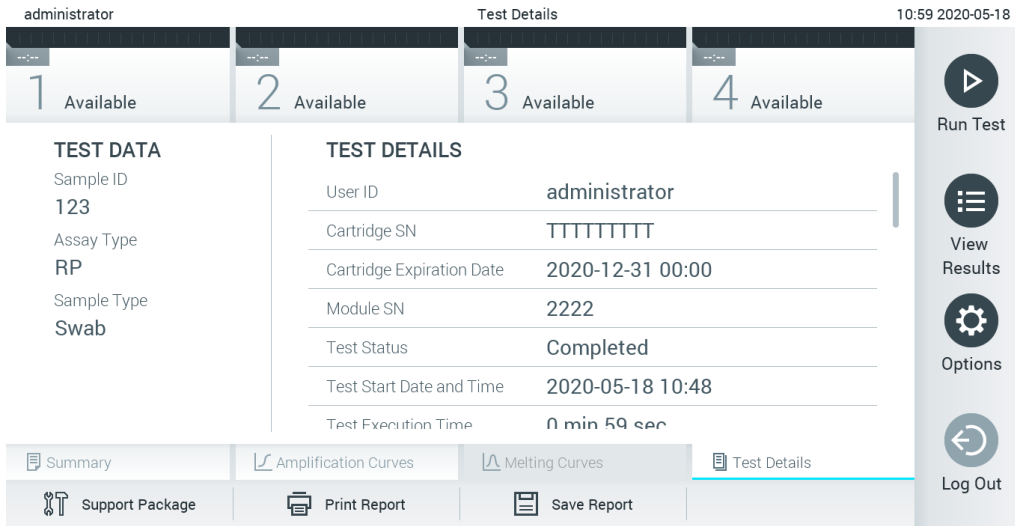 administrator Test Details 10:59 2020-05-18
--:-- --:-- --:-- --:--
1 Available 2 Available 3 Available 4 Available
Run Test
View
Results
Options
Log Out
TEST DATA
Sample ID
123
Assay Type
RP
Sample Type
Swab
TEST DETAILS
User ID administrator
Cartridge SN TTTTTTTTT
Cartridge Expiration Date 2020-12-31 00:00
Module SN 2222
Test Status Completed
Test Start Date and Time 2020-05-18 10:48
Test Execution Time 0 min 59 sec
Summary Amplification Curves Melting Curves Test Details
Support Package Print Report Save Report